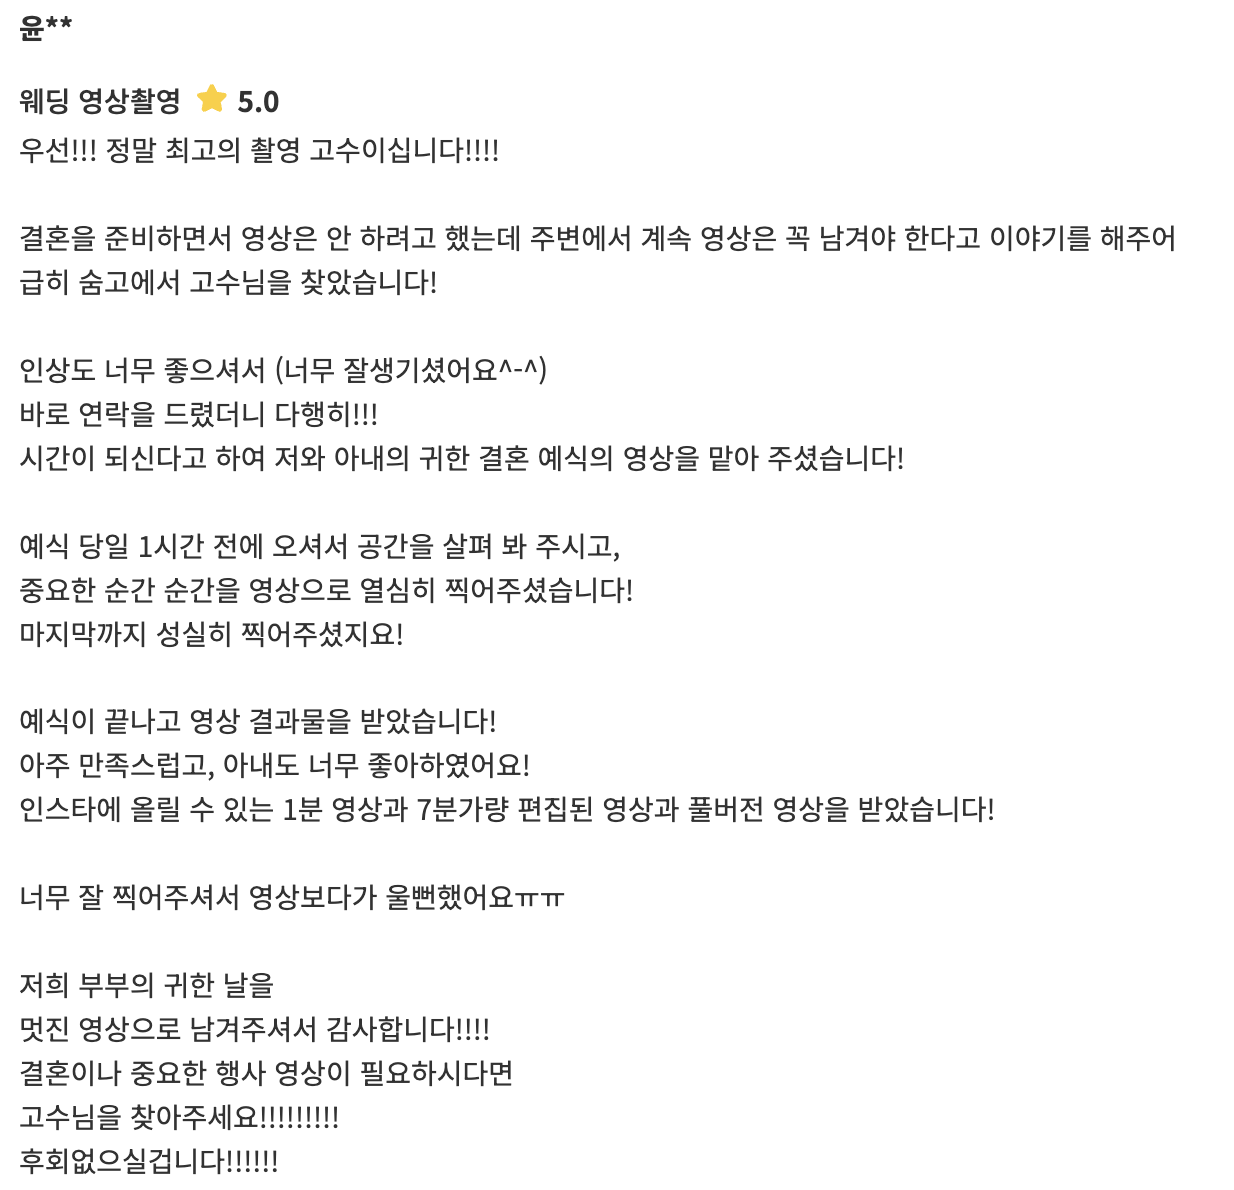 윤**
웨딩 영상촬영 ⭐ 5.0
우선!!! 정말 최고의 촬영 고수이십니다!!!!
결혼을 준비하면서 영상은 안 하려고 했는데 주변에서 계속 영상은 꼭 남겨야 한다고 이야기를 해주어
급히 숨고에서 고수님을 찾았습니다!
인상도 너무 좋으셔서 (너무 잘생기셨어요^-^)
바로 연락을 드렸더니 다행히!!!
시간이 되신다고 하여 저와 아내의 귀한 결혼 예식의 영상을 맡아 주셨습니다!
예식 당일 1시간 전에 오셔서 공간을 살펴 봐 주시고,
중요한 순간 순간을 영상으로 열심히 찍어주셨습니다!
마지막까지 성실히 찍어주셨지요!
예식이 끝나고 영상 결과물을 받았습니다!
아주 만족스럽고, 아내도 너무 좋아하였어요!
인스타에 올릴 수 있는 1분 영상과 7분가량 편집된 영상과 풀버전 영상을 받았습니다!
너무 잘 찍어주셔서 영상보다가 울뻔했어요ㅠㅠ
저희 부부의 귀한 날을
멋진 영상으로 남겨주셔서 감사합니다!!!!
결혼이나 중요한 행사 영상이 필요하시다면
고수님을 찾아주세요!!!!!!!!!
후회없으실겁니다!!!!!!